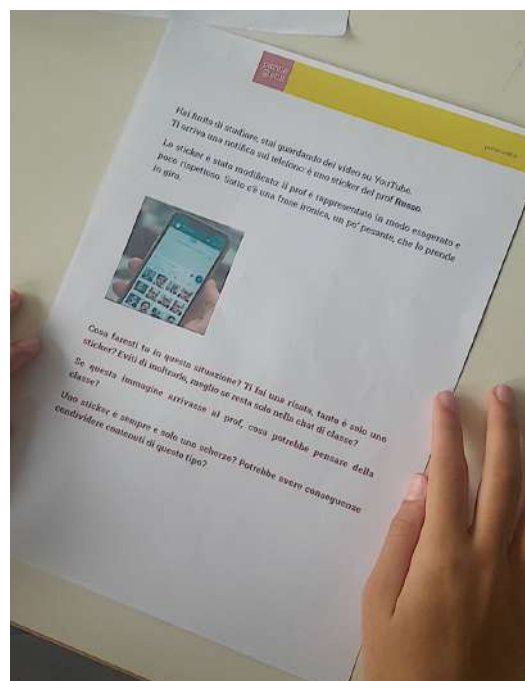 Hai finito di studiare, stai guardando dei video su YouTube.
Ti arriva una notifica sul telefono: è uno sticker del prof Russo.
Lo sticker è stato modificato: il prof è rappresentato in modo esagerato e
poco rispettoso. Sotto c'è una frase ironica, un po' pesante, che lo prende
in giro.
Cosa faresti tu in questa situazione? Ti fai una risata, tanto è solo uno
sticker? Eviti di inoltrarlo, meglio se resta solo nella chat di classe?
Se questa immagine arrivasse al prof, cosa potrebbe pensare della
classe?
Uno sticker è sempre e solo uno scherzo? Potrebbe avere conseguenze
condividere contenuti di questo tipo?